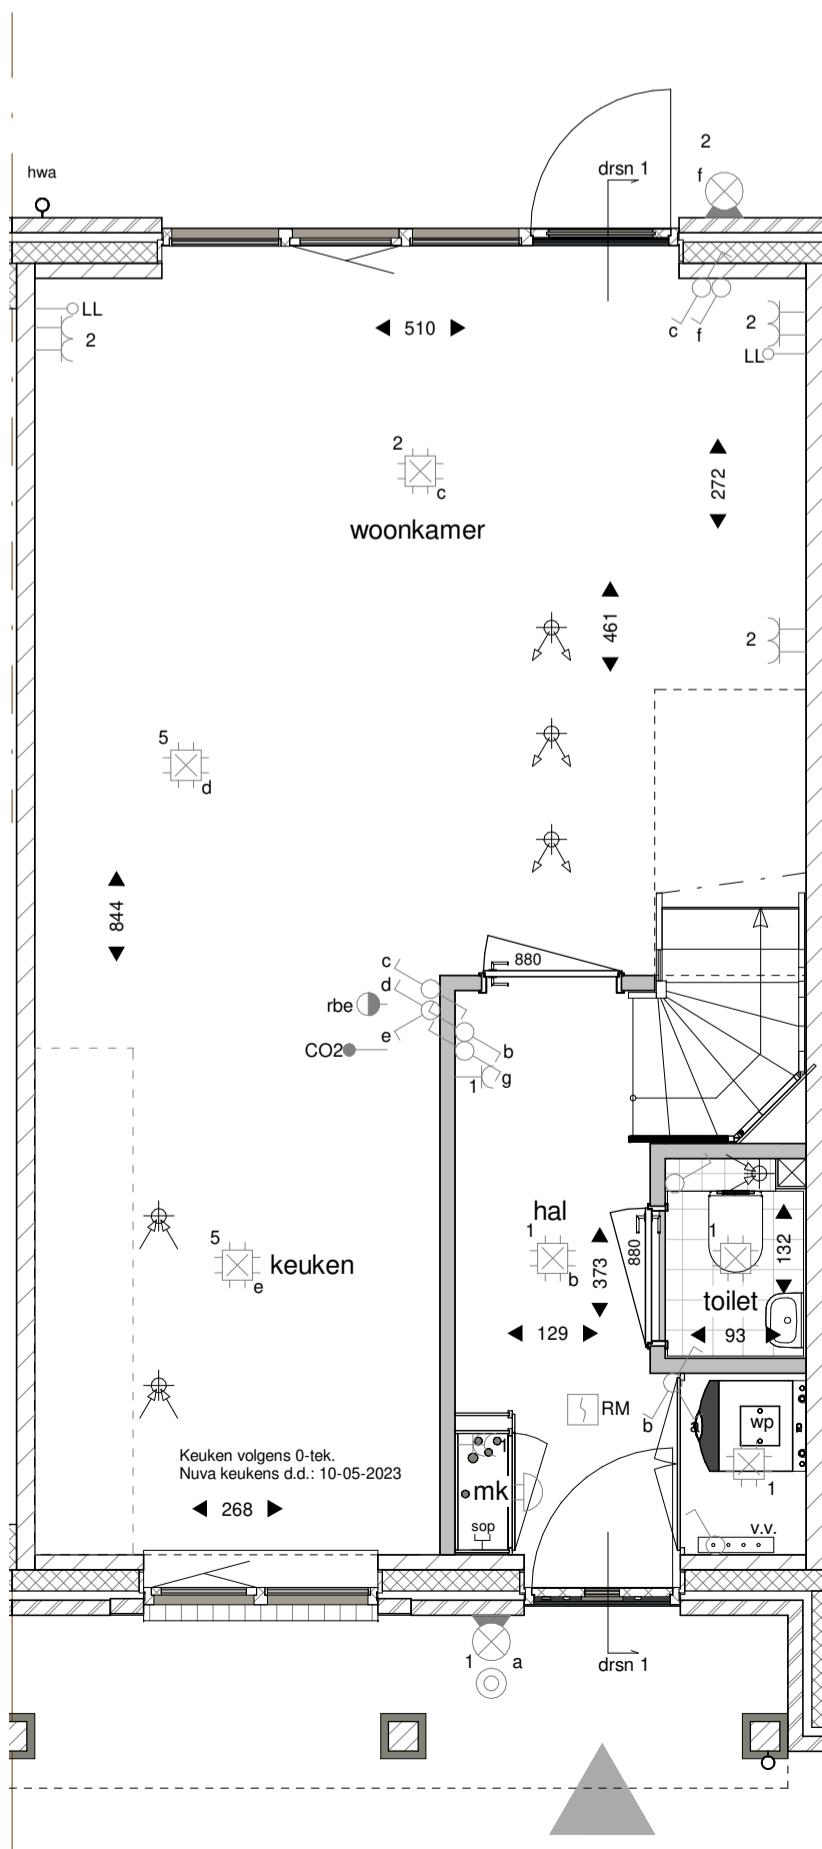 2
drsn 1
f
hwa
LL
2
510
c f
2
LL
2
c
272
woonkamer
461
2
5
d
844
c
880
d
rbe
e
CO2
b
1 g
hal
1
b
373
880
1
132
toilet
129
93
5
keuken
e
RM
b
wp
1
Keuken volgens 0-tek.
Nuva keukens d.d.: 10-05-2023
mk
268
sop
v.v.
1 a
drsn 1